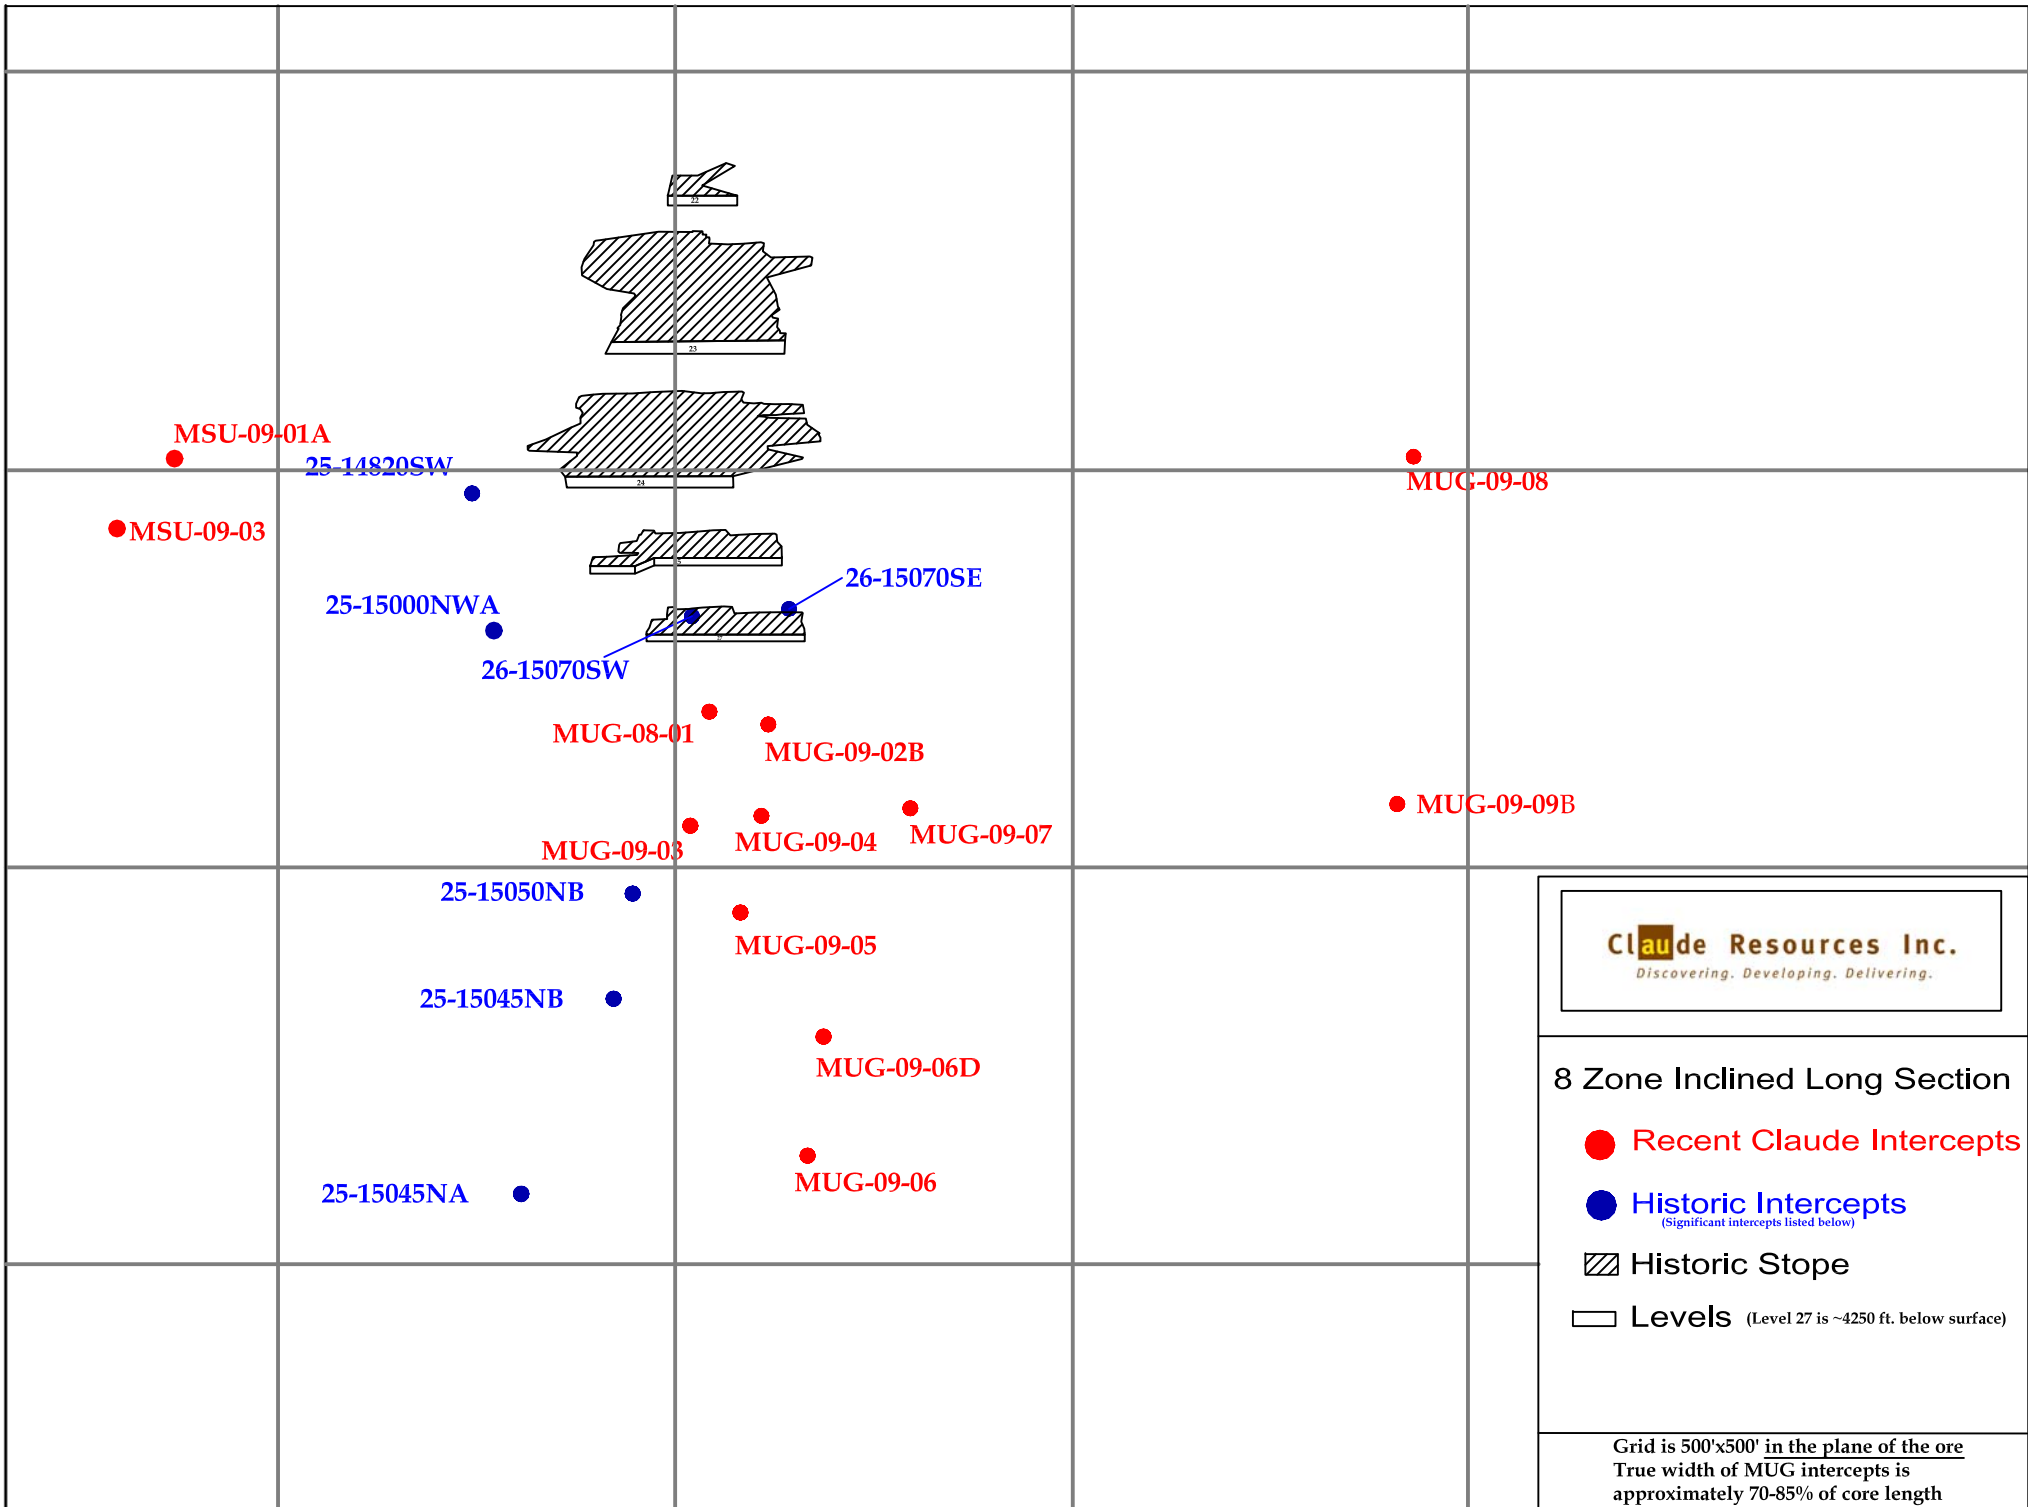 22
23
MSU-09-01A
25-14820SW
24
MUG-09-08
MSU-09-03
26-15070SE
25-15000NWA
27
26-15070SW
MUG-08-01
MUG-09-02B
MUG-09-09B
MUG-09-07
MUG-09-04
MUG-09-03
25-15050NB
MUG-09-05
Claude Resources Inc.
Discovering. Developing. Delivering.
25-15045NB
MUG-09-06D
8 Zone Inclined Long Section
Recent Claude Intercepts
MUG-09-06
25-15045NA
Historic Intercepts
(Significant intercepts listed below)
Historic Stope
Levels (Level 27 is ~4250 ft. below surface)
Grid is 500'x500' in the plane of the ore
True width of MUG intercepts is
approximately 70-85% of core length